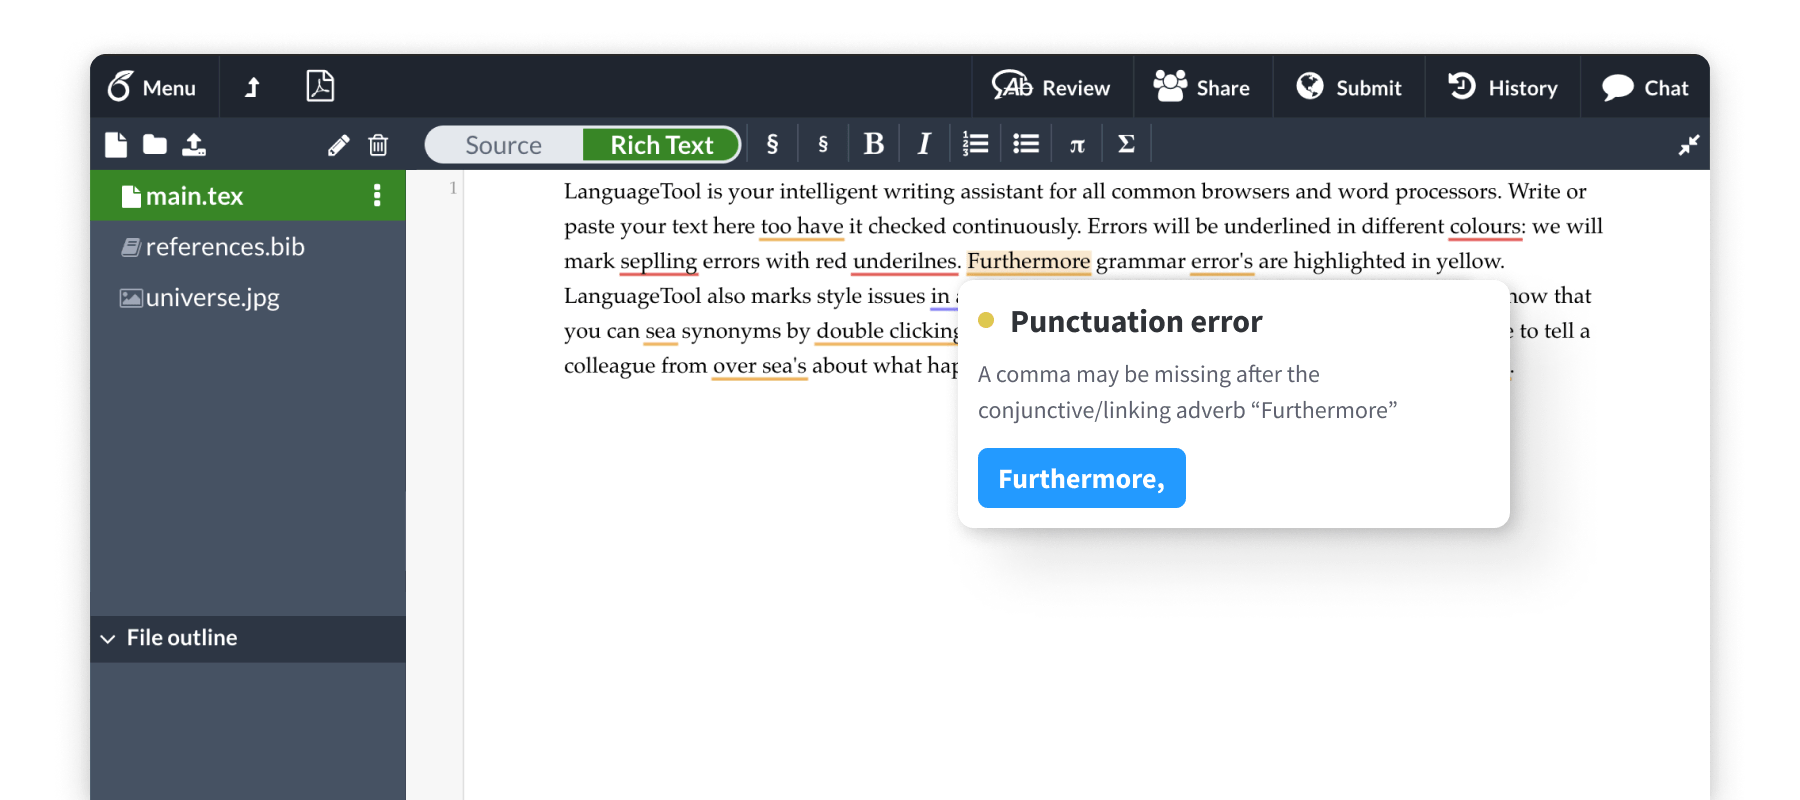 Menu
Review
Share
Submit
History
Chat
Source
Rich Text
§
§
B
I
π
Σ
main.tex
references.bib
universe.jpg
File outline
1
LanguageTool is your intelligent writing assistant for all common browsers and word processors. Write or
paste your text here too have it checked continuously. Errors will be underlined in different colours: we will
mark seplling errors with red underilnes. Furthermore grammar error's are highlighted in yellow.
LanguageTool also marks style issues in that
you can sea synonyms by double clicking to tell a
colleague from over sea's about what
Punctuation error
A comma may be missing after the
conjunctive/linking adverb “Furthermore”
Furthermore,